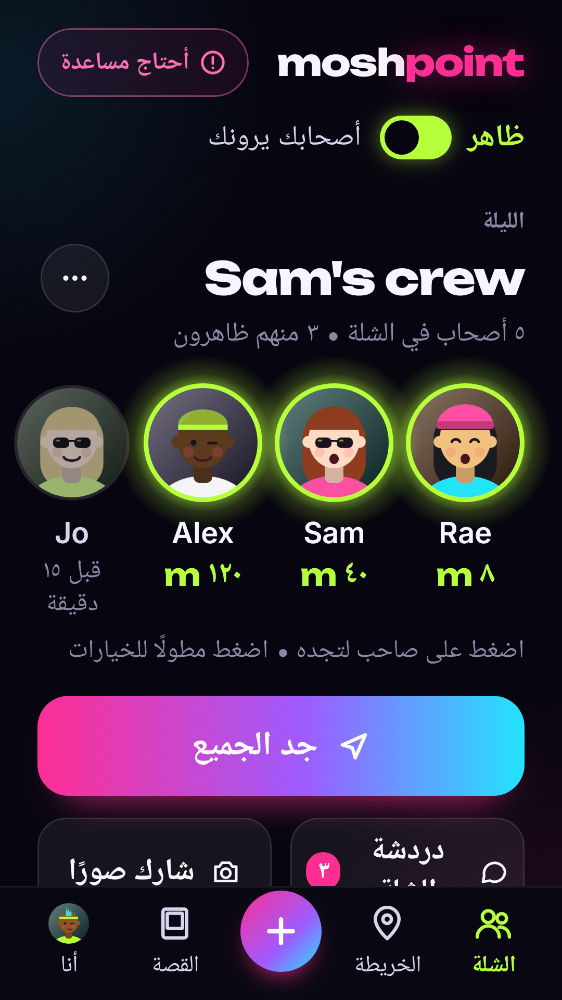 moshpoint
أحتاج مساعدة
ظاهر
أصحابك يرونك
الليلة
Sam's crew
٥ أصحاب في الشلة • ٣ منهم ظاهرون
Rae
٨ m
Sam
٤٠ m
Alex
١٢٠ m
Jo
قبل ١٥
دقيقة
اضغط على صاحب لتجده • اضغط مطولًا للخيارات
جد الجميع
دردشة
الشلة
٣
شارك صورًا
الشلة
الخريطة
القصة
أنا